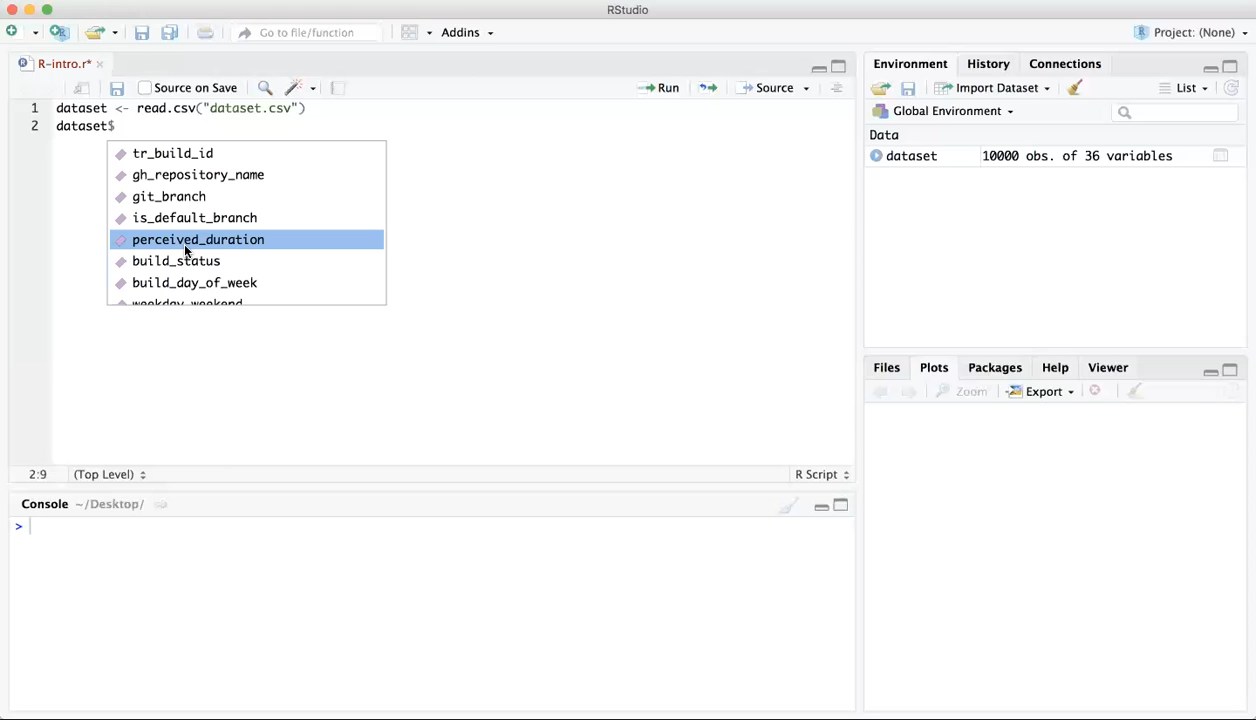 RStudio
Go to file/function
Addins
Project: (None)
R-intro.r*
Source on Save
Run
Source
1 dataset <- read.csv("dataset.csv")
2 dataset$
tr_build_id
gh_repository_name
git_branch
is_default_branch
perceived_duration
build_status
build_day_of_week
weekday_weekend
2:9
(Top Level)
R Script
Console ~/Desktop/
>
Environment
History
Connections
Import Dataset
List
Global Environment
Data
dataset 10000 obs. of 36 variables
Files
Plots
Packages
Help
Viewer
Zoom
Export